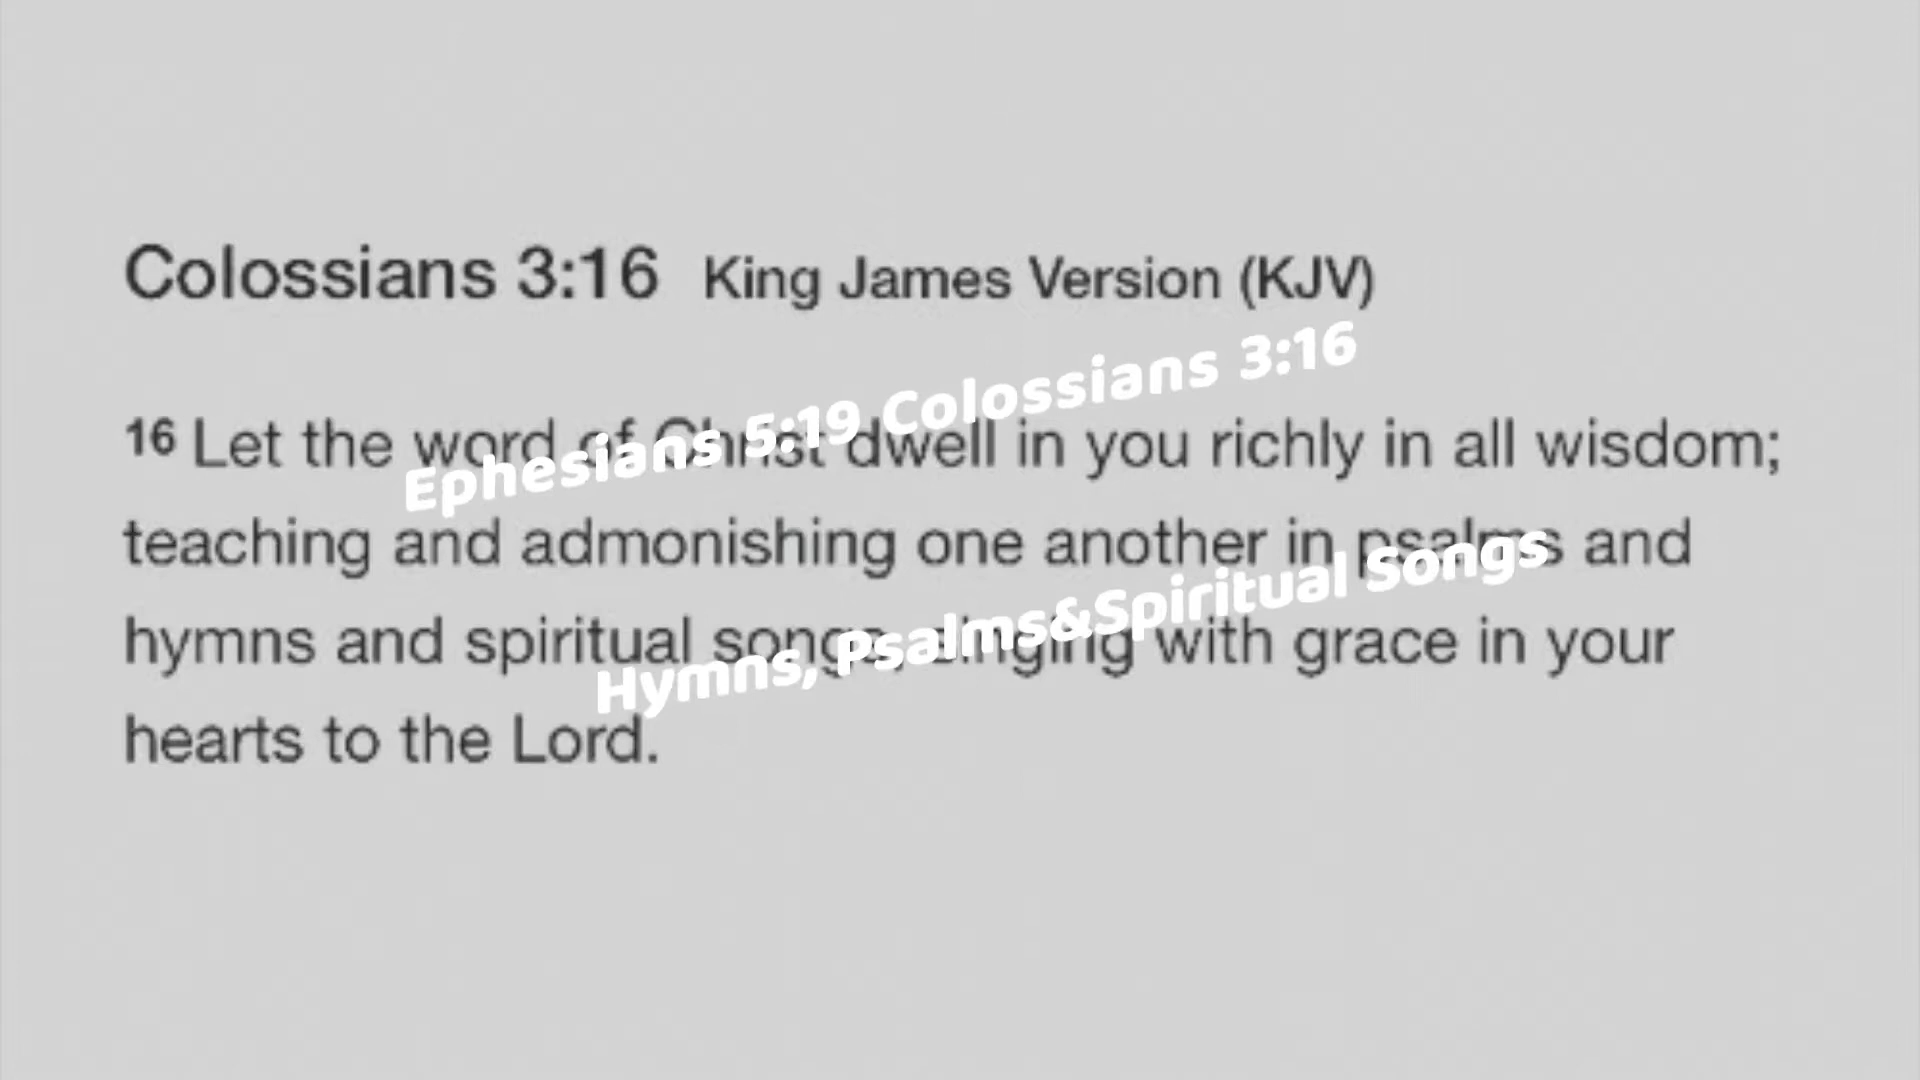 Colossians 3:16 King James Version (KJV)
Ephesians 5:19 Colossians 3:16
16 Let the word of Christ dwell in you richly in all wisdom;
teaching and admonishing one another in psalms and
Hymns, Psalms&Spiritual Songs
hymns and spiritual songs, singing with grace in your
hearts to the Lord.